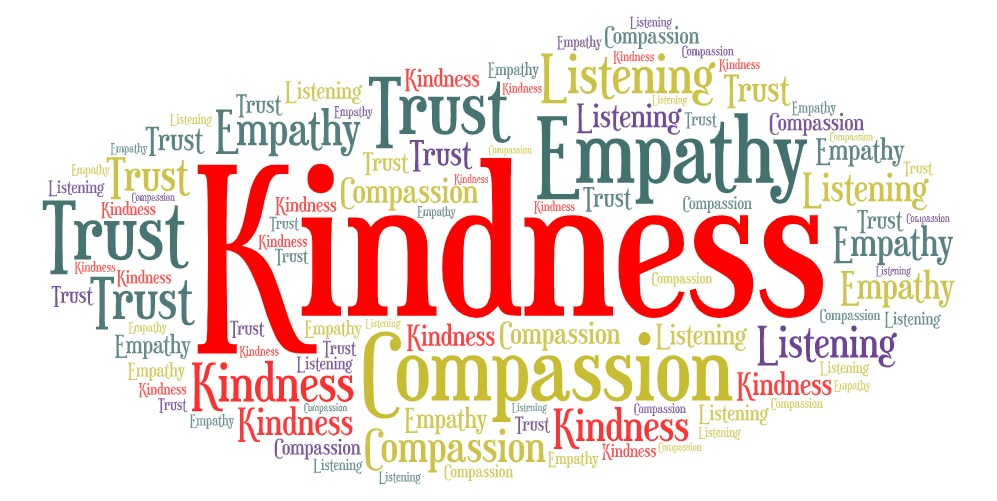 Listening
Compassion
Empathy
Compassion
Kindness
Kindness
Listening
Empathy
Kindness
Kindness
Trust
Listening
Trust
Listening
Empathy
Trust
Empathy
Listening
Trust
Compassion
Empathy
Listening
Trust
Empathy
Empathy
Compassion
Empathy
Trust
Trust
Compassion
Empathy
Trust
Trust
Listening
Empathy
Kindness
Compassion
Listening
Compassion
Trust
Kindness
Kindness
Empathy
Kindness
Trust
Compassion
Trust
Compassion
Trust
Trust
Kindness
Empathy
Trust
Listening
Kindness
Kindness
Compassion
Empathy
Trust
Trust
Compassion
Listening
Empathy
Trust
Empathy
Listening
Kindness
Compassion
Listening
Listening
Empathy
Trust
Kindness
Listening
Compassion
Listening
Empathy
Kindness
Kindness
Kindness
Empathy
Trust
Compassion
Listening
Compassion
Compassion
Empathy
Kindness
Empathy
Trust
Kindness
Listening
Listening
Compassion
Compassion
Empathy
Kindness
Compassion
Listening
Compassion
Listening